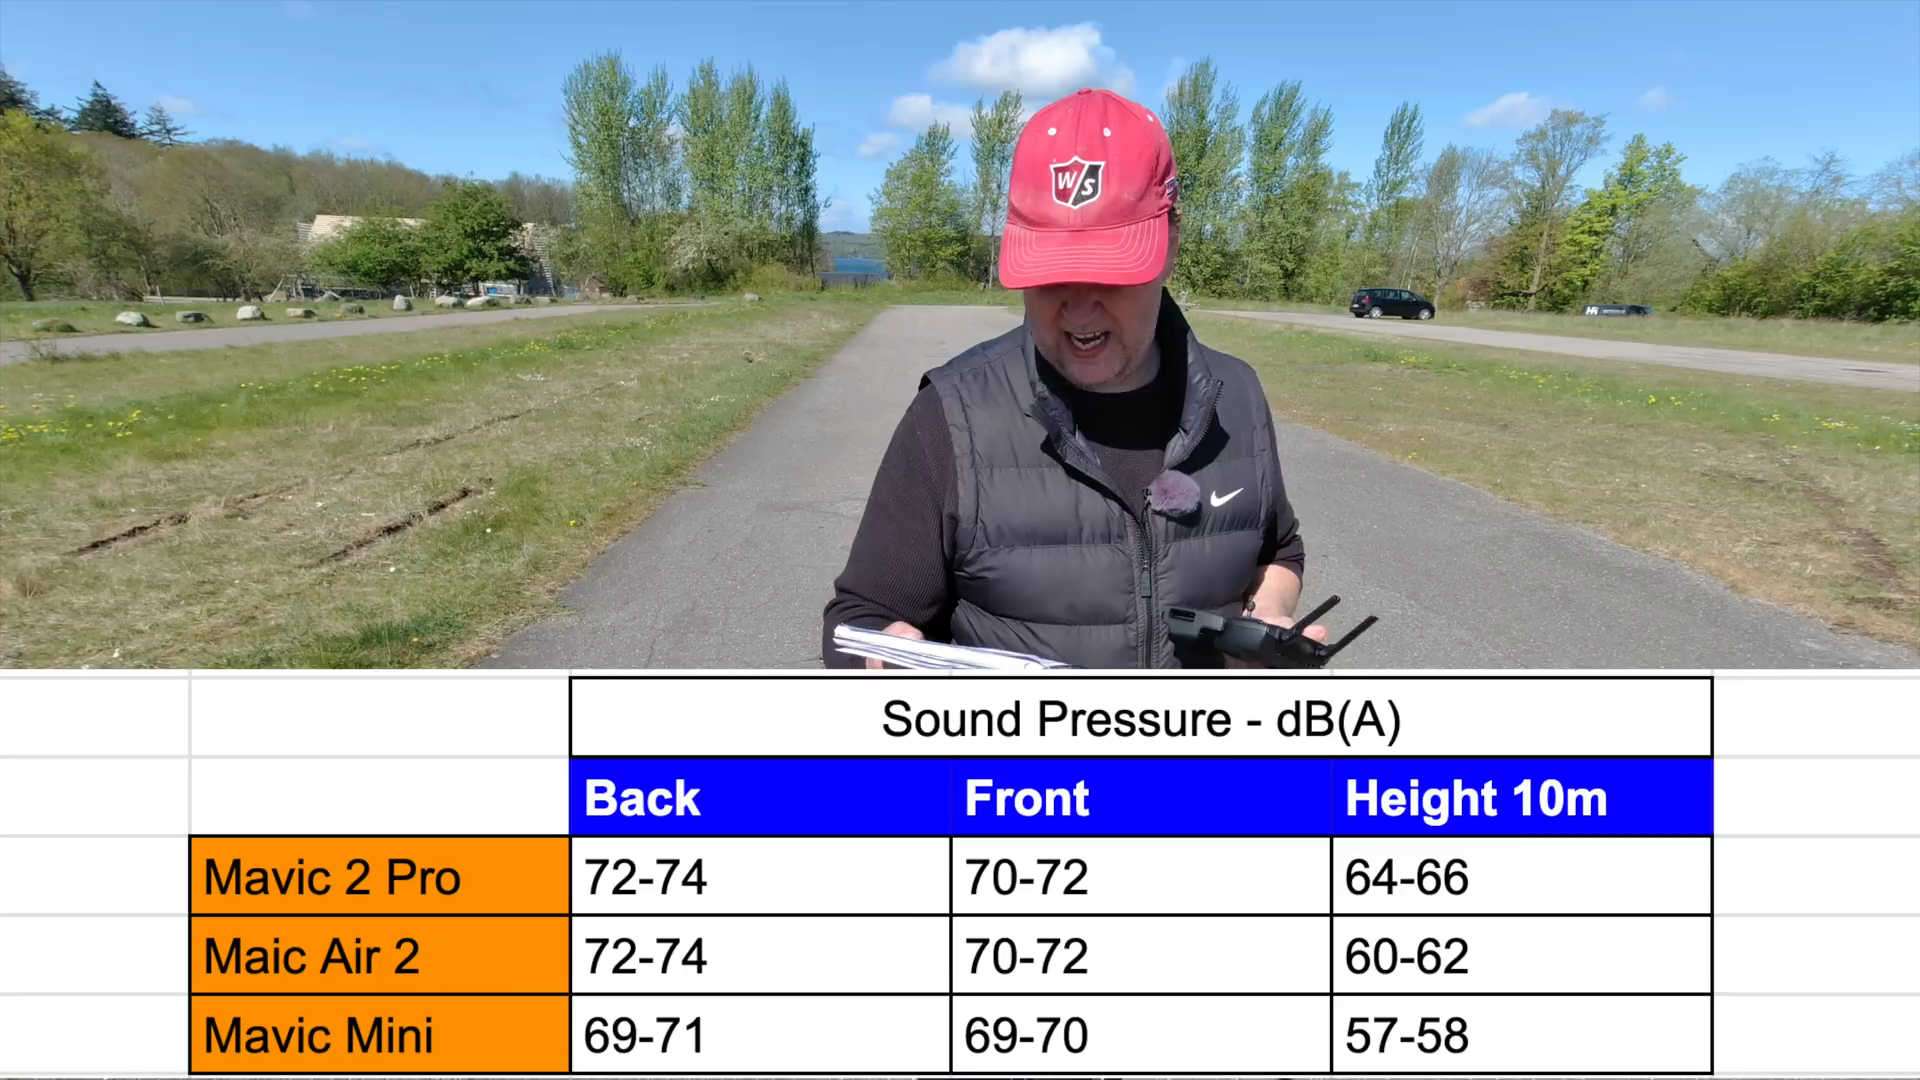 W/S
Sound Pressure - dB(A)
Back Front Height 10m
Mavic 2 Pro 72-74 70-72 64-66
Maic Air 2 72-74 70-72 60-62
Mavic Mini 69-71 69-70 57-58